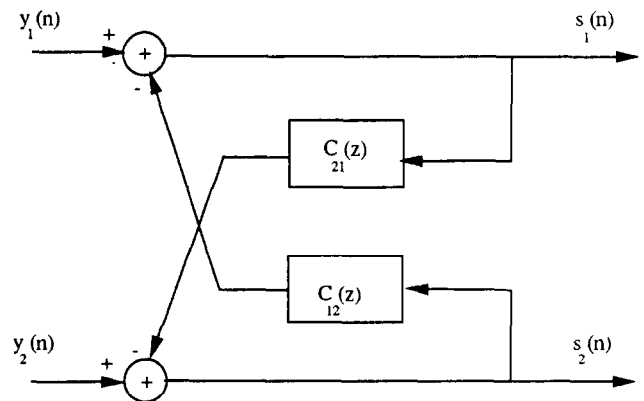 y₁(n)
s₁(n)
+
+
-
C₂₁(z)
C₁₂(z)
y₂(n)
-
+
+
s₂(n)